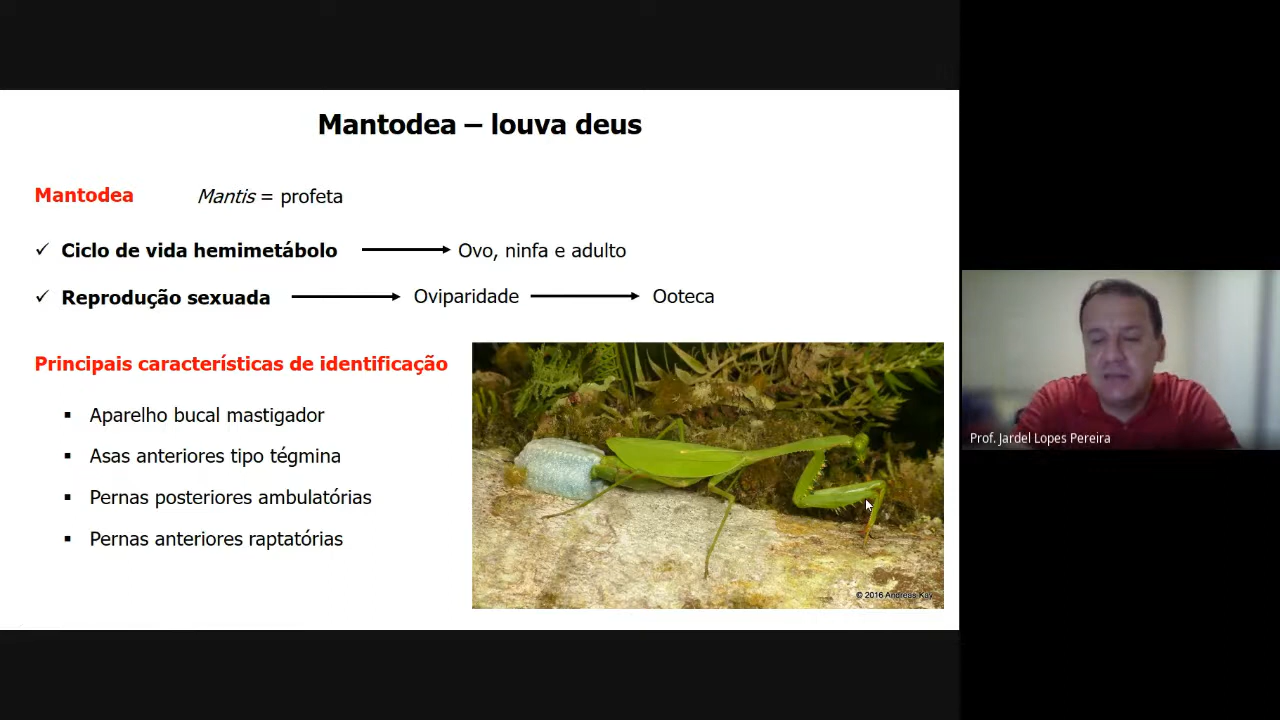 Mantodea – louva deus
Mantodea Mantis = profeta
✓ Ciclo de vida hemimetábolo Ovo, ninfa e adulto
✓ Reprodução sexuada Oviparidade Ooteca
Principais características de identificação
▪ Aparelho bucal mastigador
▪ Asas anteriores tipo tégmina
▪ Pernas posteriores ambulatórias
▪ Pernas anteriores raptatórias
© 2016 Andreas Kay
Prof. Jardel Lopes Pereira